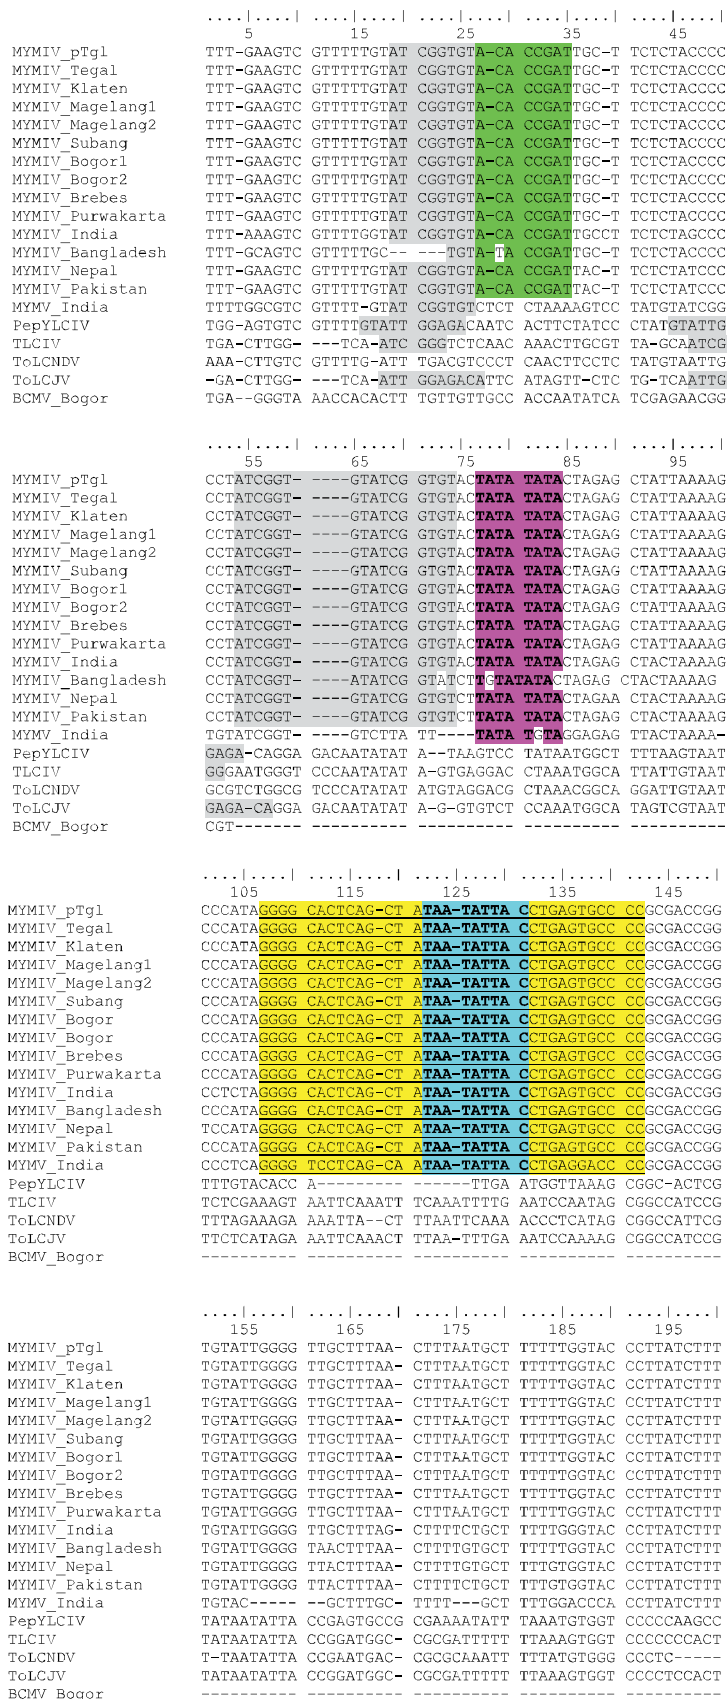 ....|....| ....|....| ....|....| ....|....| ....|....|
5 15 25 35 45
MYMIV_pTgl TTT-GAAGTC GTTTTTGTAT CGGTGTA-CA CCGATTGC-T TCTCTACCCC
MYMIV_Tegal TTT-GAAGTC GTTTTTGTAT CGGTGTA-CA CCGATTGC-T TCTCTACCCC
MYMIV_Klaten TTT-GAAGTC GTTTTTGTAT CGGTGTA-CA CCGATTGC-T TCTCTACCCC
MYMIV_Magelang1 TTT-GAAGTC GTTTTTGTAT CGGTGTA-CA CCGATTGC-T TCTCTACCCC
MYMIV_Magelang2 TTT-GAAGTC GTTTTTGTAT CGGTGTA-CA CCGATTGC-T TCTCTACCCC
MYMIV_Subang TTT-GAAGTC GTTTTTGTAT CGGTGTA-CA CCGATTGC-T TCTCTACCCC
MYMIV_Bogor1 TTT-GAAGTC GTTTTTGTAT CGGTGTA-CA CCGATTGC-T TCTCTACCCC
MYMIV_Bogor2 TTT-GAAGTC GTTTTTGTAT CGGTGTA-CA CCGATTGC-T TCTCTACCCC
MYMIV_Brebes TTT-GAAGTC GTTTTTGTAT CGGTGTA-CA CCGATTGC-T TCTCTACCCC
MYMIV_Purwakarta TTT-GAAGTC GTTTTTGTAT CGGTGTA-CA CCGATTGC-T TCTCTACCCC
MYMIV_India TTT-AAAGTC GTTTTGGTAT CGGTGTA-CA CCGATTGCCT TCTCTAGCCC
MYMIV_Bangladesh TTT-GCAGTC GTTTTTGC-- ---TGTA-TA CCGATTGC-T TCTCTACCCC
MYMIV_Nepal TTT-GAAGTC GTTTTTGTAT CGGTGTA-CA CCGATTAC-T TCTCTATCCC
MYMIV_Pakistan TTT-GAAGTC GTTTTTGTAT CGGTGTA-CA CCGATTAC-T TCTCTATCCC
MYMV_India TTTTGGCGTC GTTTT-GTAT CGGTGTCTCT CTAAAAGTCC TATGTATCGG
PepYLCIV TGG-AGTGTC GTTTTTGTAT TGGAGACAAT CACTTCTATC CCTATGTATTG
TLCIV TGA-CTTGG- ---TCA-ATC GGGTCTCAAC AAACTTGCGT TA-GCAATCG
ToLCNDV AAA-CTTGTC GTTTTG-ATT TGACGTCCCT CAACTTCCTC TATGTAATTG
ToLCJV -GA-CTTGG- ---TCA-ATT GGAGACATTC CATAGTT-CTC TG-TCAATTG
BCMV_Bogor TGA--GGGTA AACCACACTT TGTTGTTGCC ACCAATATCA TCGAGAACGG
....|....| ....|....| ....|....| ....|....| ....|....|
55 65 75 85 95
MYMIV_pTgl CCTATCGGT- ----GTATCG GTGTACTATA TATACTAGAG CTATTAAAAG
MYMIV_Tegal CCTATCGGT- ----GTATCG GTGTACTATA TATACTAGAG CTATTAAAAG
MYMIV_Klaten CCTATCGGT- ----GTATCG GTGTACTATA TATACTAGAG CTATTAAAAG
MYMIV_Magelang1 CCTATCGGT- ----GTATCG GTGTACTATA TATACTAGAG CTATTAAAAG
MYMIV_Magelang2 CCTATCGGT- ----GTATCG GTGTACTATA TATACTAGAG CTATTAAAAG
MYMIV_Subang CCTATCGGT- ----GTATCG GTGTACTATA TATACTAGAG CTATTAAAAG
MYMIV_Bogor1 CCTATCGGT- ----GTATCG GTGTACTATA TATACTAGAG CTATTAAAAG
MYMIV_Bogor2 CCTATCGGT- ----GTATCG GTGTACTATA TATACTAGAG CTATTAAAAG
MYMIV_Brebes CCTATCGGT- ----GTATCG GTGTACTATA TATACTAGAG CTATTAAAAG
MYMIV_Purwakarta CCTATCGGT- ----GTATCG GTGTACTATA TATACTAGAG CTATTAAAAG
MYMIV_India CCTATCGGT- ----GTATCG GTGTACTATA TATACTAGAG CTACTAAAAG
MYMIV_Bangladesh CCTATCGGT- ----ATATCG GTATCTTGTATATACTAGAG CTACTAAAAG
MYMIV_Nepal CCTATCGGT- ----GTATCG GTGTCTTATA TATACTAGAA CTACTAAAAG
MYMIV_Pakistan CCTATCGGT- ----GTATCG GTGTCTTATA TATACTAGAG CTACTAAAAG
MYMV_India TGTATCGGT- ----GTCTTA TT----TATA TGTAGGAGAG TTACTAAAA-
PepYLCIV GAGA-CAGGA GACAATATAT A--TAAGTCC TATAATGGCT TTTAAGTAAT
TLCIV GGGAATGGGT CCCAATATAT A-GTGAGGAC CTAAATGGCA TTATTGTAAT
ToLCNDV GCGTCTGGCG TCCCATATAT ATGTAGGACG CTAAACGGCA GGATTGTAAT
ToLCJV GAGA-CAGGA GACAATATAT A-GG-GTGTCT CCAAATGGCA TAGTCGTAAT
BCMV_Bogor CGT------- ---------- ---------- ---------- ----------
....|....| ....|....| ....|....| ....|....| ....|....|
105 115 125 135 145
MYMIV_pTgl CCCATAGGGG CACTCAG-CT ATAA-TATTA CCTGAGTGCC CCGCGACCGG
MYMIV_Tegal CCCATAGGGG CACTCAG-CT ATAA-TATTA CCTGAGTGCC CCGCGACCGG
MYMIV_Klaten CCCATAGGGG CACTCAG-CT ATAA-TATTA CCTGAGTGCC CCGCGACCGG
MYMIV_Magelang1 CCCATAGGGG CACTCAG-CT ATAA-TATTA CCTGAGTGCC CCGCGACCGG
MYMIV_Magelang2 CCCATAGGGG CACTCAG-CT ATAA-TATTA CCTGAGTGCC CCGCGACCGG
MYMIV_Subang CCCATAGGGG CACTCAG-CT ATAA-TATTA CCTGAGTGCC CCGCGACCGG
MYMIV_Bogor CCCATAGGGG CACTCAG-CT ATAA-TATTA CCTGAGTGCC CCGCGACCGG
MYMIV_Bogor CCCATAGGGG CACTCAG-CT ATAA-TATTA CCTGAGTGCC CCGCGACCGG
MYMIV_Brebes CCCATAGGGG CACTCAG-CT ATAA-TATTA CCTGAGTGCC CCGCGACCGG
MYMIV_Purwakarta CCCATAGGGG CACTCAG-CT ATAA-TATTA CCTGAGTGCC CCGCGACCGG
MYMIV_India CCTCTAGGGG CACTCAG-CT ATAA-TATTA CCTGAGTGCC CCGCGACCGG
MYMIV_Bangladesh CCCATAGGGG CACTCAG-CT ATAA-TATTA CCTGAGTGCC CCGCGACCGG
MYMIV_Nepal TCCATAGGGG CACTCAG-CT ATAA-TATTA CCTGAGTGCC CCGCGACCGG
MYMIV_Pakistan CCCATAGGGG CACTCAG-CT ATAA-TATTA CCTGAGTGCC CCGCGACCGG
MYMV_India CCCTCAGGGG TCCTCAG-CA ATAA-TATTA CCTGAGGACC CCGCGACCGG
PepYLCIV TTTGTACACC A--------- -----TTGA ATGGTTAAAG CGGC-ACTCG
TLCIV TCTCGAAAGT AATTCAAATT TCAAATTTTG AATCCAATAG CGGCCATCCG
ToLCNDV TTTAGAAAGA AAATTA--CT TTAATTCAAA ACCCTCATAG CGGCCATTCG
ToLCJV TTCTCATAGA AATTCAAACT TTAA-TTTGA AATCCAAAAG CGGCCATCCG
BCMV_Bogor ---------- ---------- ---------- ---------- ----------
....|....| ....|....| ....|....| ....|....| ....|....|
155 165 175 185 195
MYMIV_pTgl TGTATTGGGG TTGCTTTAA- CTTTAATGCT TTTTTGGTAC CCTTATCTTT
MYMIV_Tegal TGTATTGGGG TTGCTTTAA- CTTTAATGCT TTTTTGGTAC CCTTATCTTT
MYMIV_Klaten TGTATTGGGG TTGCTTTAA- CTTTAATGCT TTTTTGGTAC CCTTATCTTT
MYMIV_Magelang1 TGTATTGGGG TTGCTTTAA- CTTTAATGCT TTTTTGGTAC CCTTATCTTT
MYMIV_Magelang2 TGTATTGGGG TTGCTTTAA- CTTTAATGCT TTTTTGGTAC CCTTATCTTT
MYMIV_Subang TGTATTGGGG TTGCTTTAA- CTTTAATGCT TTTTTGGTAC CCTTATCTTT
MYMIV_Bogor1 TGTATTGGGG TTGCTTTAA- CTTTAATGCT TTTTTGGTAC CCTTATCTTT
MYMIV_Bogor2 TGTATTGGGG TTGCTTTAA- CTTTAATGCT TTTTTGGTAC CCTTATCTTT
MYMIV_Brebes TGTATTGGGG TTGCTTTAA- CTTTAATGCT TTTTTGGTAC CCTTATCTTT
MYMIV_Purwakarta TGTATTGGGG TTGCTTTAA- CTTTAATGCT TTTTTGGTAC CCTTATCTTT
MYMIV_India TGTATTGGGG TTGCTTTAG- CTTTTCTGCT TTTTGGGTAC CCTTATCTTT
MYMIV_Bangladesh TGTATTGGGG TAACTTTAA- CTTTTGTGCT TTTTTGGTAC CCTTATCTTT
MYMIV_Nepal TGTATTGGGG TTACTTTAA- CTTTTGTGCT TTTGTGGTAC CCTTATCTTT
MYMIV_Pakistan TGTATTGGGG TTACTTTAA- CTTTTCTGCT TTTGTGGTAC CCTTATCTTT
MYMV_India TGTAC----- -GCTTTGC- CTTTT---GCT TTTGGACCCA CCTTATCTTT
PepYLCIV TATAATATTA CCGAGTGCCG CGAAAATATT TAAATGTGGT CCCCCAAGCC
TLCIV TATAATATTA CCGGATGGC- CGCGATTTTT TTAAAGTGGT CCCCCCACT
ToLCNDV T-TAATATTA CCGAATGAC- CGCGCAAATT TTTATGTGGG CCCTC-----
ToLCJV TATAATATTA CCGGATGGC- CGCGATTTTT TTAAAGTGGT CCCTCCACT
BCMV_Bogor ---------- ---------- ---------- ---------- ----------